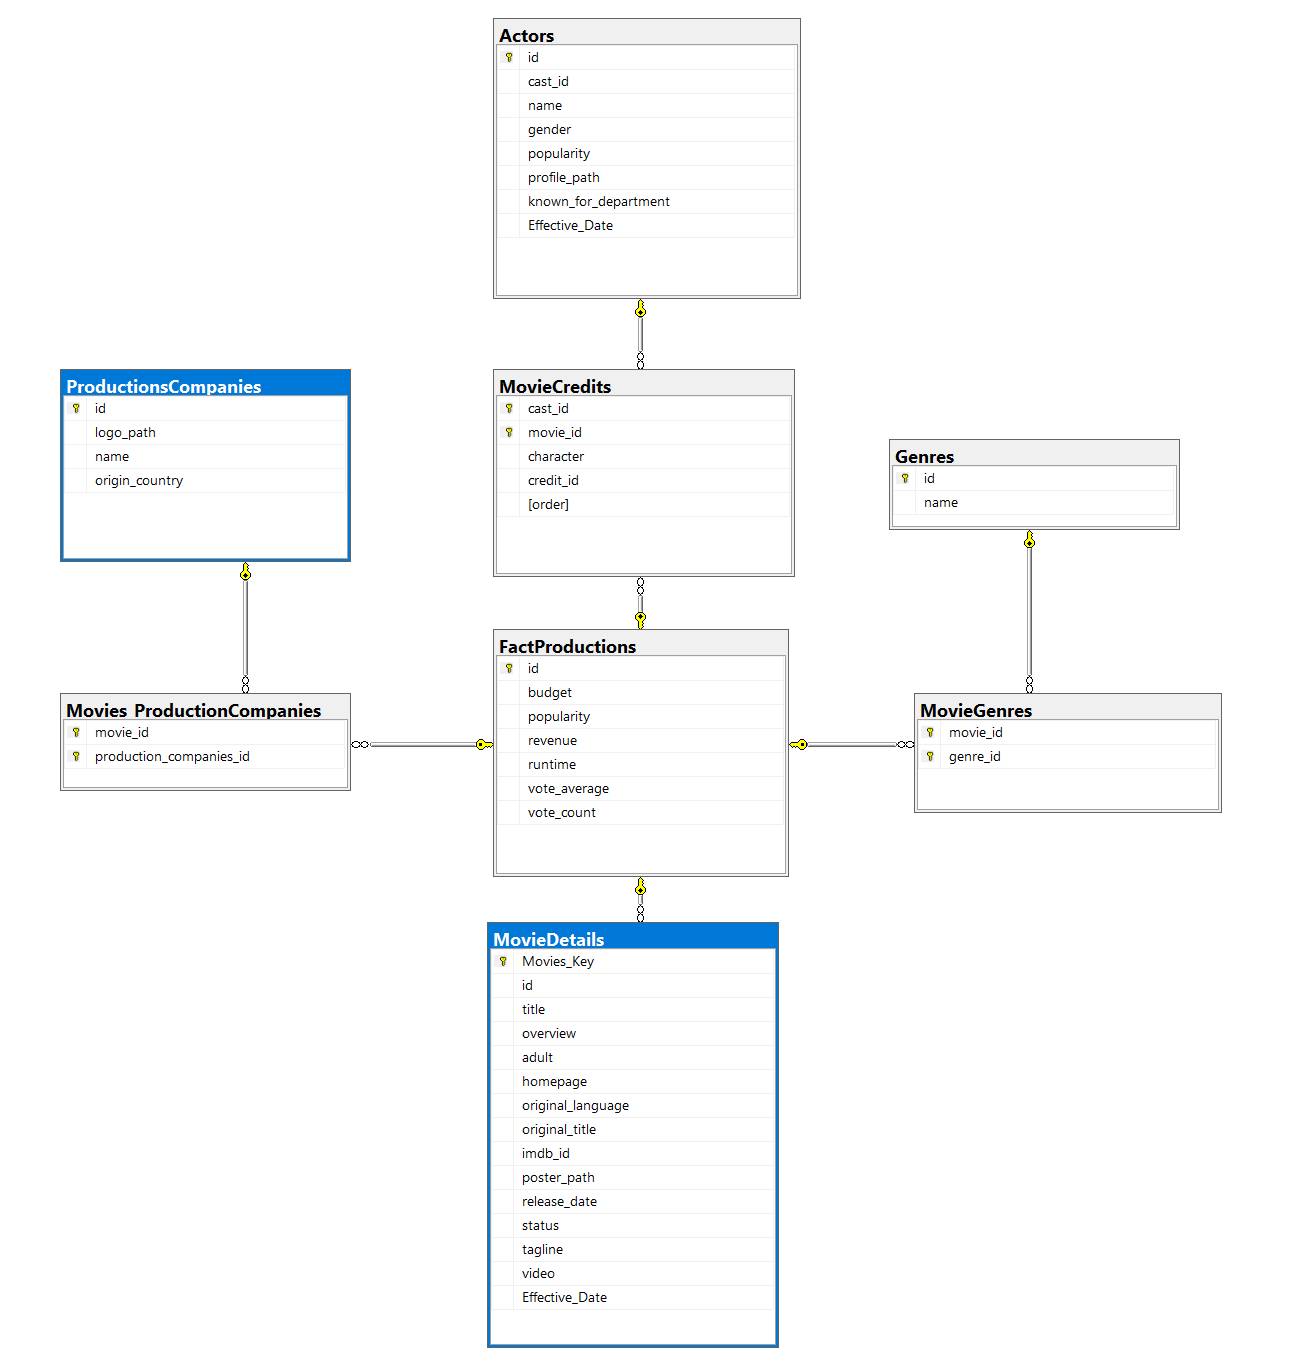 Actors
id
cast_id
name
gender
popularity
profile_path
known_for_department
Effective_Date
ProductionsCompanies
id
logo_path
name
origin_country
MovieCredits
cast_id
movie_id
character
credit_id
[order]
Genres
id
name
Movies_ProductionCompanies
movie_id
production_companies_id
FactProductions
id
budget
popularity
revenue
runtime
vote_average
vote_count
MovieGenres
movie_id
genre_id
MovieDetails
Movies_Key
id
title
overview
adult
homepage
original_language
original_title
imdb_id
poster_path
release_date
status
tagline
video
Effective_Date